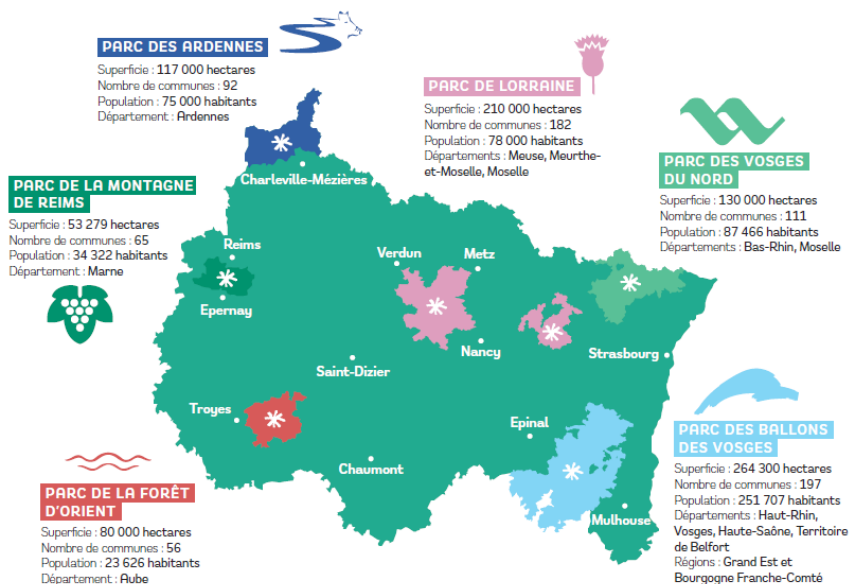 PARC DES ARDENNES
Superficie : 117 000 hectares
Nombre de communes : 92
Population : 75 000 habitants
Département : Ardennes
PARC DE LORRAINE
Superficie : 210 000 hectares
Nombre de communes : 182
Population : 78 000 habitants
Départements : Meuse, Meurthe-
et-Moselle, Moselle
PARC DES VOSGES
DU NORD
Superficie : 130 000 hectares
Nombre de communes : 111
Population : 87 466 habitants
Départements : Bas-Rhin, Moselle
PARC DE LA MONTAGNE
DE REIMS
Superficie : 53 279 hectares
Nombre de communes : 65
Population : 34 322 habitants
Département : Marne
Charleville-Mézières
Reims
Verdun
Metz
Epernay
Nancy
Strasbourg
Saint-Dizier
Troyes
Epinal
Chaumont
Mulhouse
PARC DES BALLONS
DES VOSGES
Superficie : 264 300 hectares
Nombre de communes : 197
Population : 251 707 habitants
Départements : Haut-Rhin,
Vosges, Haute-Saône, Territoire
de Belfort
Régions : Grand Est et
Bourgogne Franche-Comté
PARC DE LA FORÊT
D'ORIENT
Superficie : 80 000 hectares
Nombre de communes : 56
Population : 23 626 habitants
Département : Aube